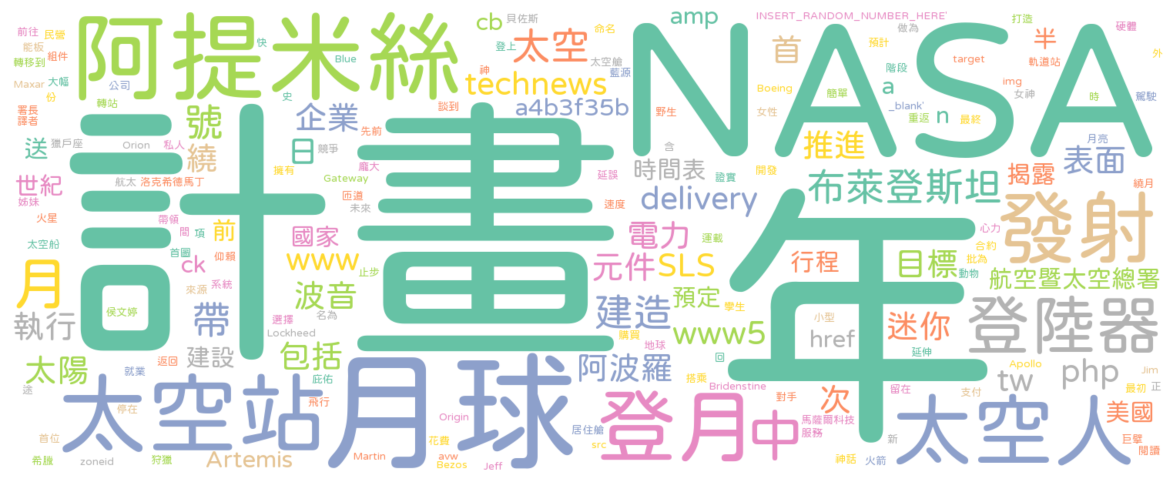 計畫
年
NASA
阿提米絲
月球
太空站
太空人
發射
登陸器
登月
中
布萊登斯坦
太空
technews
a4b3f35b
cb
amp
INSERT_RANDOM_NUMBER_HERE'
首
半
打造
硬體
做為
預計
階段
軌道站
外
target
img
Boeing
簡單
女神
時
駕駛
a
_blank'
n
重返
最終
女性
月亮
表面
推進
時間表
開發
揭露
繞月
delivery
電力
元件
SLS
建造
預定
www5
阿波羅
行程
目標
航空暨太空總署
心力
合約
批為
動物
迷你
小型
href
tw
php
孿生
運載
速度
延誤
證實
含
野生
購買
地球
回
延伸
Apollo
Jim
最初
正
留在
支付
美國
巨擘
閱讀
次
對手
Bridenstine
搭乘
馬薩爾科技
服務
新
火箭
神話
居住艙
src
花費
Origin
avw
Bezos
Jeff
Martin
飛行
庇佑
Artemis
包括
建設
返回
就業
停在
狩獵
zoneid
希臘
首位
途
太陽
執行
月
帶
波音
www
國家
選擇
名為
Lockheed
止步
來源
系統
ck
前
仰賴
首圖
侯文婷
太空船
火星
帶領
間
項
世紀
姊妹
航太
洛克希德馬丁
送
獵戶座
Orion
私人
繞
號
日
競爭
企業
先前
擁有
龐大
Gateway
匝道
未來
談到
史
神
快
Blue
登上
貝佐斯
太空艙
命名
藍源
前往
民營
能板
轉移到
組件
Maxar
大幅
公司
份
轉站
署長
譯者